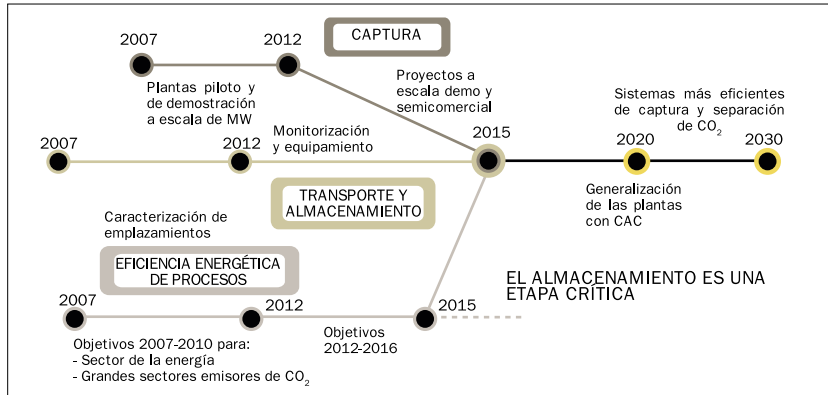 CAPTURA
2007
2012
Plantas piloto y
de demostración
a escala de MW
Proyectos a
escala demo y
semicomercial
Sistemas más eficientes
de captura y separación
de CO2
2007
2012
Monitorización
y equipamiento
2015
2020
2030
TRANSPORTE Y
ALMACENAMIENTO
Generalización
de las plantas
con CAC
Caracterización de
emplazamientos
EFICIENCIA ENERGÉTICA
DE PROCESOS
EL ALMACENAMIENTO ES UNA
ETAPA CRÍTICA
2007
2012
2015
Objetivos 2007-2010 para:
- Sector de la energía
- Grandes sectores emisores de CO2
Objetivos
2012-2016